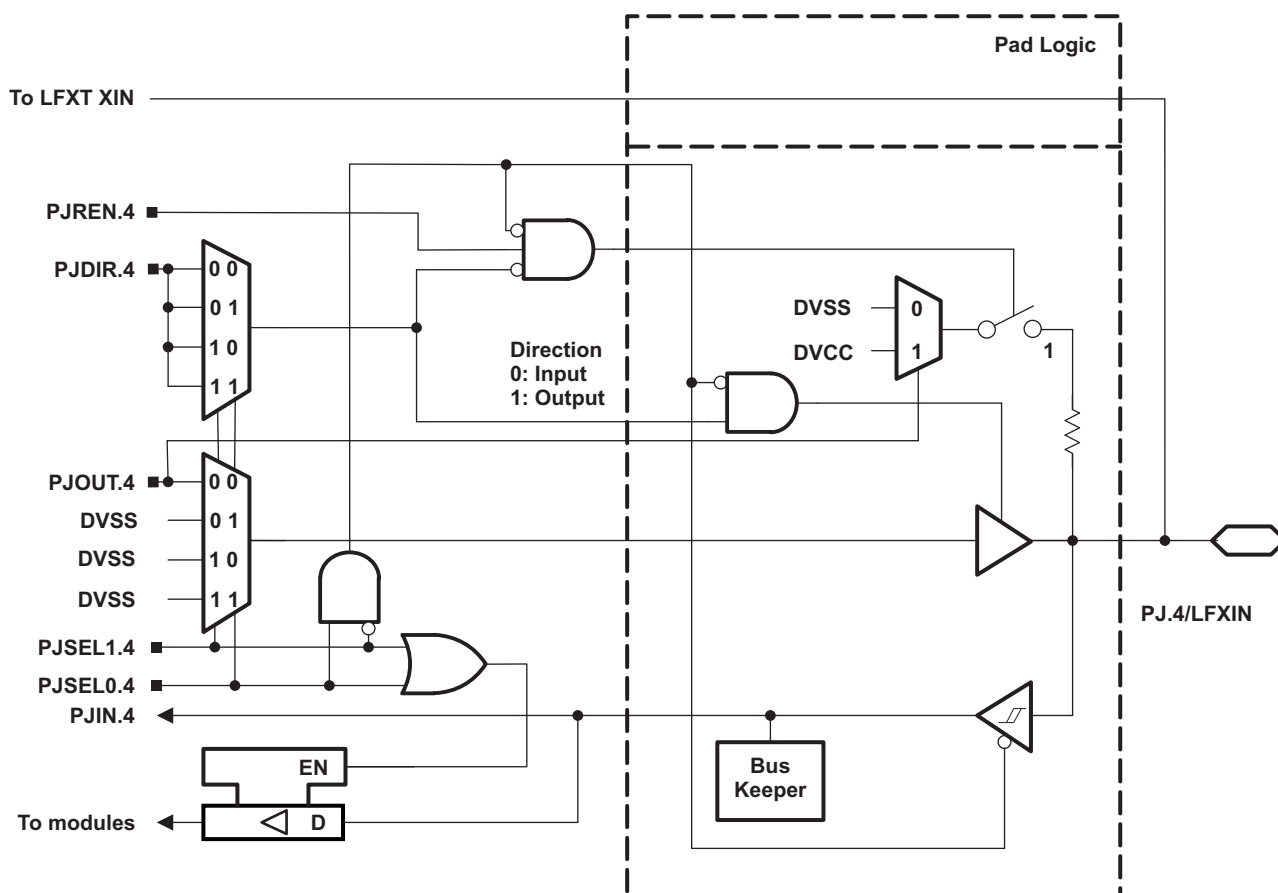 Pad Logic
To LFXT XIN
PJREN.4
PJDIR.4
0 0
0 1
1 0
1 1
Direction
0: Input
1: Output
DVSS
DVCC
0
1
1
PJOUT.4
DVSS
DVSS
DVSS
0 0
0 1
1 0
1 1
PJSEL1.4
PJSEL0.4
PJIN.4
PJ.4/LFXIN
Bus
Keeper
EN
D
To modules